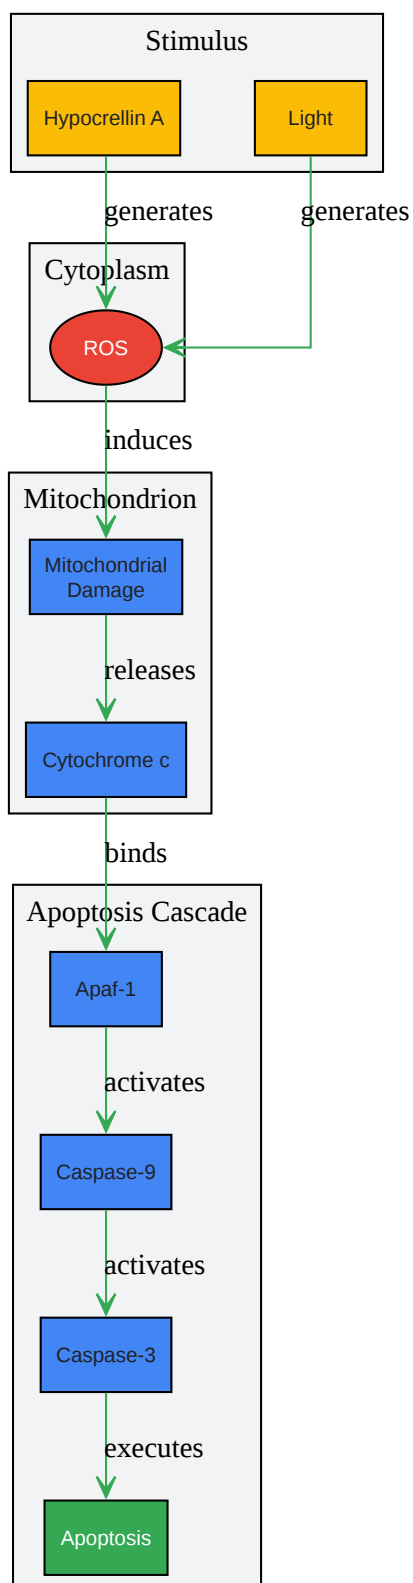 Stimulus
Hypocrellin A
Light
generates
generates
Cytoplasm
ROS
induces
Mitochondrion
Mitochondrial
Damage
releases
Cytochrome c
binds
Apoptosis Cascade
Apaf-1
activates
Caspase-9
activates
Caspase-3
executes
Apoptosis